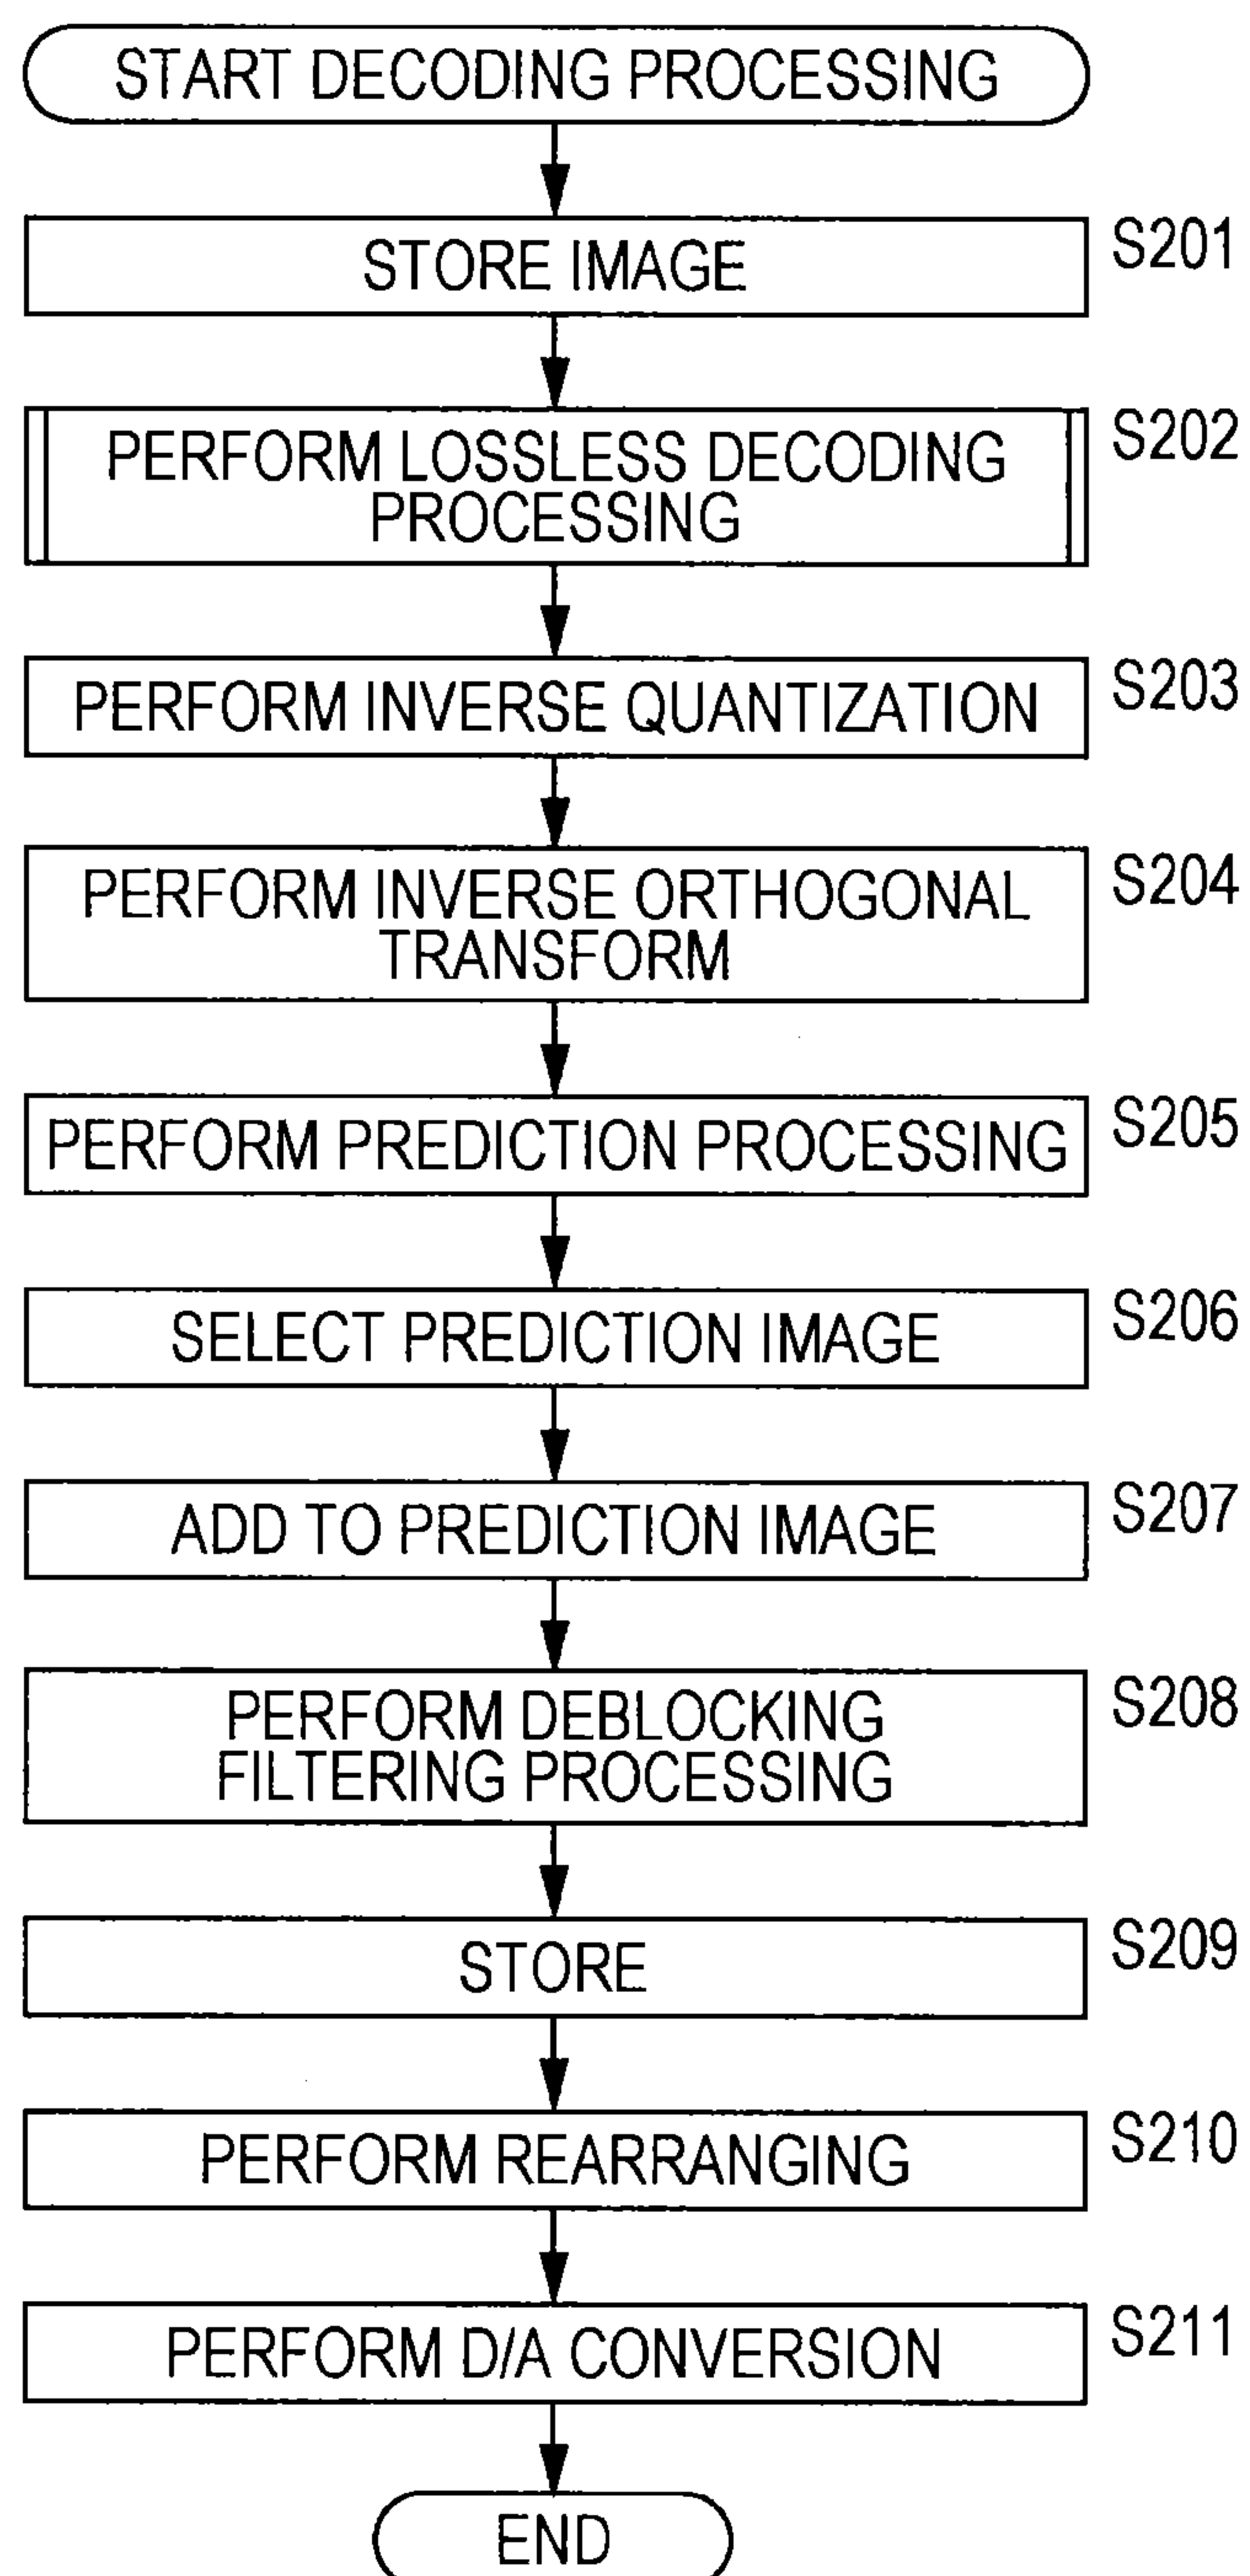 START DECODING PROCESSING
STORE IMAGE
S201
PERFORM LOSSLESS DECODING
PROCESSING
S202
PERFORM INVERSE QUANTIZATION
S203
PERFORM INVERSE ORTHOGONAL
TRANSFORM
S204
PERFORM PREDICTION PROCESSING
S205
SELECT PREDICTION IMAGE
S206
ADD TO PREDICTION IMAGE
S207
PERFORM DEBLOCKING
FILTERING PROCESSING
S208
STORE
S209
PERFORM REARRANGING
S210
PERFORM D/A CONVERSION
S211
END